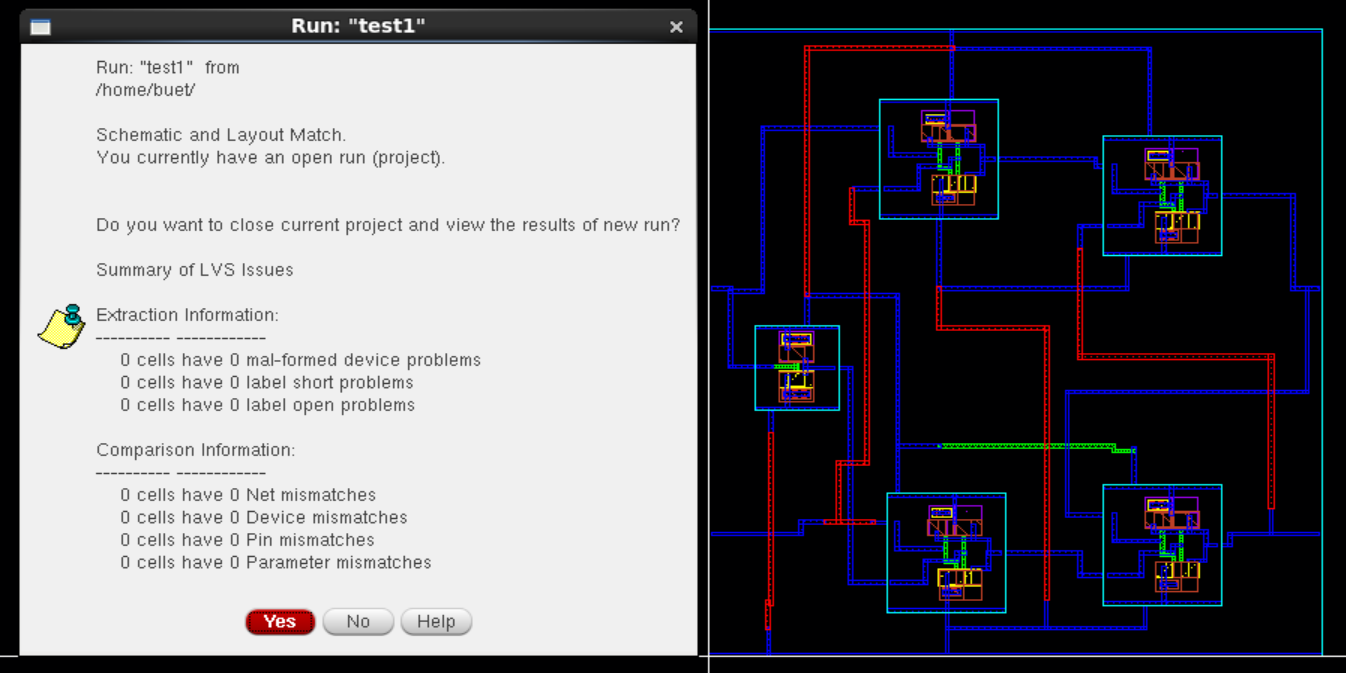 Run: "test1"
Run: "test1" from
/home/buet/
Schematic and Layout Match.
You currently have an open run (project).
Do you want to close current project and view the results of new run?
Summary of LVS Issues
Extraction Information:
---------- ------------
0 cells have 0 mal-formed device problems
0 cells have 0 label short problems
0 cells have 0 label open problems
Comparison Information:
---------- ------------
0 cells have 0 Net mismatches
0 cells have 0 Device mismatches
0 cells have 0 Pin mismatches
0 cells have 0 Parameter mismatches
Yes No Help